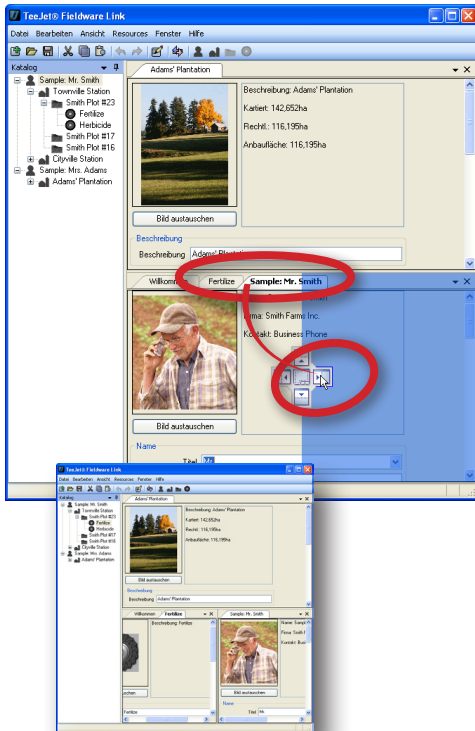 TeeJet® Fieldware Link
Datei Bearbeiten Ansicht Resources Fenster Hilfe
Katalog
Sample: Mr. Smith
Townville Station
Smith Plot #23
Fertilize
Herbicide
Smith Plot #17
Smith Plot #16
Cityville Station
Sample: Mrs. Adams
Adams' Plantation
Adams' Plantation
Beschreibung: Adams' Plantation
Kartiert: 142,652ha
Rechtl.: 116,195ha
Anbaufläche: 116,195ha
Bild austauschen
Beschreibung
Beschreibung Adams' Plantation
Willkommen Fertilize Sample: Mr. Smith
Firma: Smith Farms Inc.
Kontakt: Business Phone
Bild austauschen
Name
Titel Mr.
TeeJet® Fieldware Link
Datei Bearbeiten Ansicht Resources Fenster Hilfe
Katalog
Sample: Mr. Smith
Townville Station
Smith Plot #23
Fertilize
Herbicide
Smith Plot #17
Smith Plot #16
Cityville Station
Sample: Mrs. Adams
Adams' Plantation
Adams' Plantation
Beschreibung: Adams' Plantation
Kartiert: 142,652ha
Rechtl.: 116,195ha
Anbaufläche: 116,195ha
Bild austauschen
Beschreibung
Beschreibung Adams' Plantation
Willkommen Fertilize
Beschreibung: Fertilize
schen
Fertilize
Sample: Mr. Smith
Name: Sampl
Firma: Smith F
Kontakt: Busi
Bild austauschen
Name
Titel Mr.